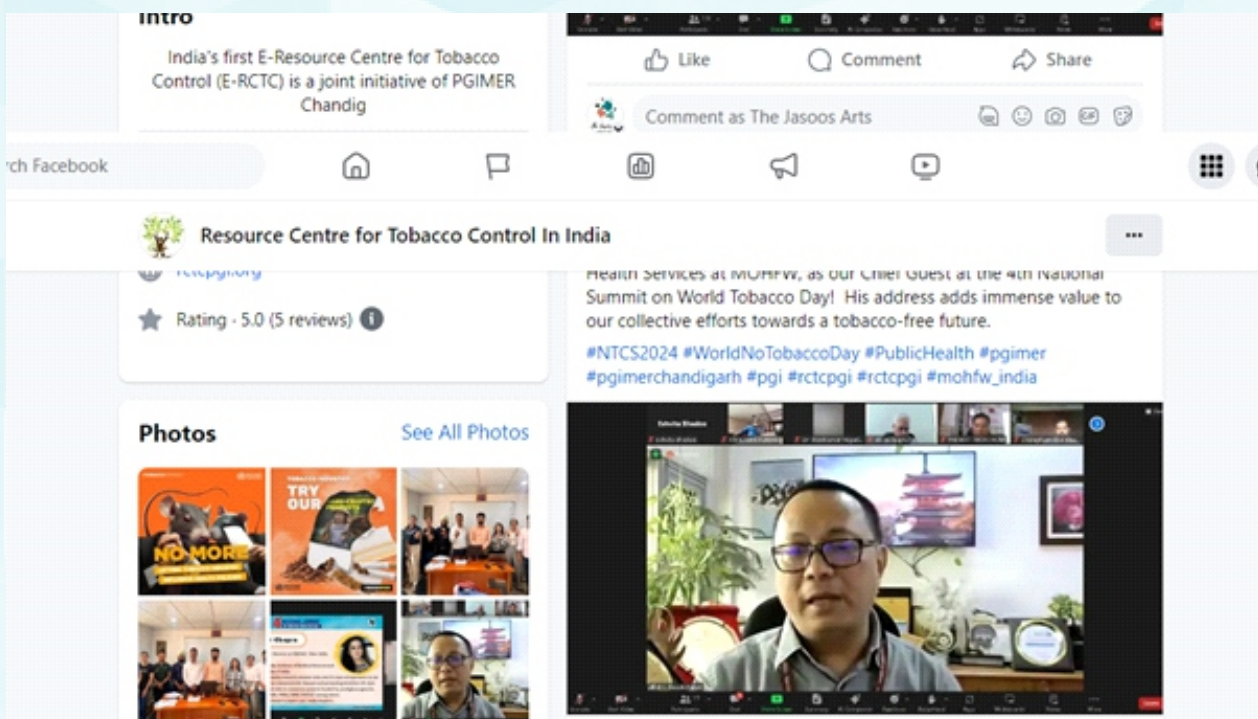 Intro
India's first E-Resource Centre for Tobacco
Control (E-RCTC) is a joint initiative of PGIMER
Chandig
Like
Comment
Share
Comment as The Jasoos Arts
rch Facebook
Resource Centre for Tobacco Control In India
rctcpgi.org
Rating · 5.0 (5 reviews)
Health Services at MOHFW, as our Chief Guest at the 4th National
Summit on World Tobacco Day! His address adds immense value to
our collective efforts towards a tobacco-free future.
#NTCS2024 #WorldNoTobaccoDay #PublicHealth #pgimer
#pgimerchandigarh #pgi #rctcpgi #rctcpgi #mohfw_india
Photos
See All Photos
NO MORE
TRY
OUR